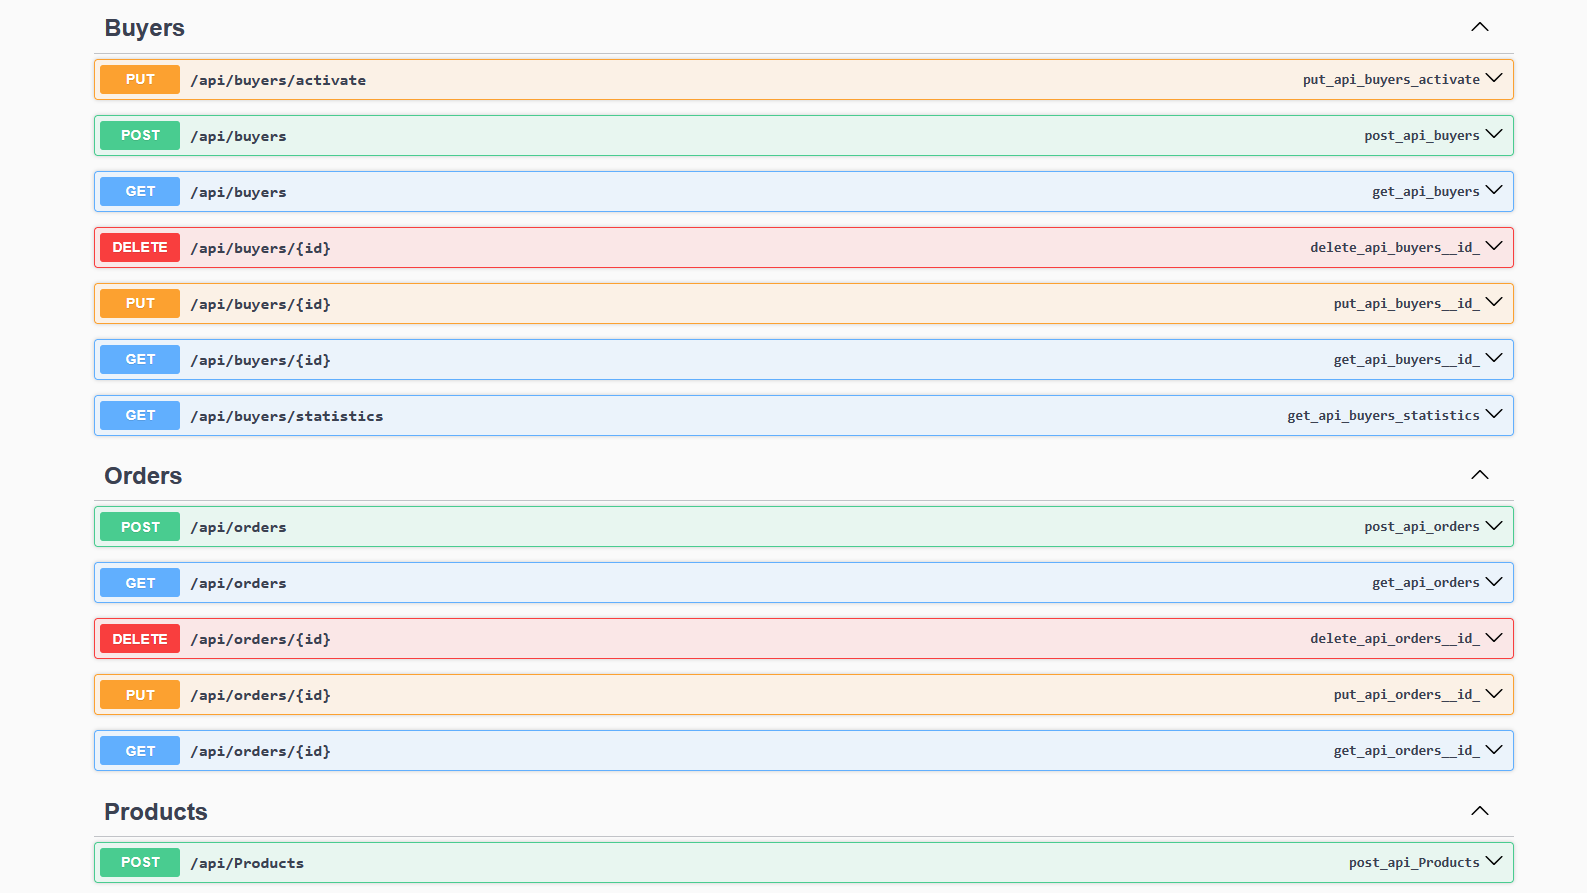 Buyers
PUT /api/buyers/activate put_api_buyers_activate
POST /api/buyers post_api_buyers
GET /api/buyers get_api_buyers
DELETE /api/buyers/{id} delete_api_buyers__id_
PUT /api/buyers/{id} put_api_buyers__id_
GET /api/buyers/{id} get_api_buyers__id_
GET /api/buyers/statistics get_api_buyers_statistics
Orders
POST /api/orders post_api_orders
GET /api/orders get_api_orders
DELETE /api/orders/{id} delete_api_orders__id_
PUT /api/orders/{id} put_api_orders__id_
GET /api/orders/{id} get_api_orders__id_
Products
POST /api/Products post_api_Products